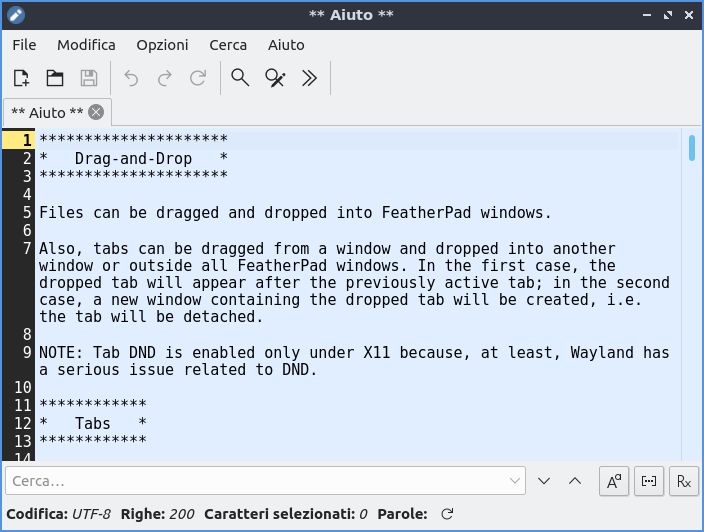 ** Aiuto **
File Modifica Opzioni Cerca Aiuto
** Aiuto **
1 *********************
2 *   Drag-and-Drop   *
3 *********************
4
5 Files can be dragged and dropped into FeatherPad windows.
6
7 Also, tabs can be dragged from a window and dropped into another
window or outside all FeatherPad windows. In the first case, the
dropped tab will appear after the previously active tab; in the second
case, a new window containing the dropped tab will be created, i.e.
the tab will be detached.
8
9 NOTE: Tab DND is enabled only under X11 because, at least, Wayland has
a serious issue related to DND.
10
11 ************
12 *   Tabs   *
13 ************
14
Cerca...
Codifica: UTF-8 Righe: 200 Caratteri selezionati: 0 Parole: